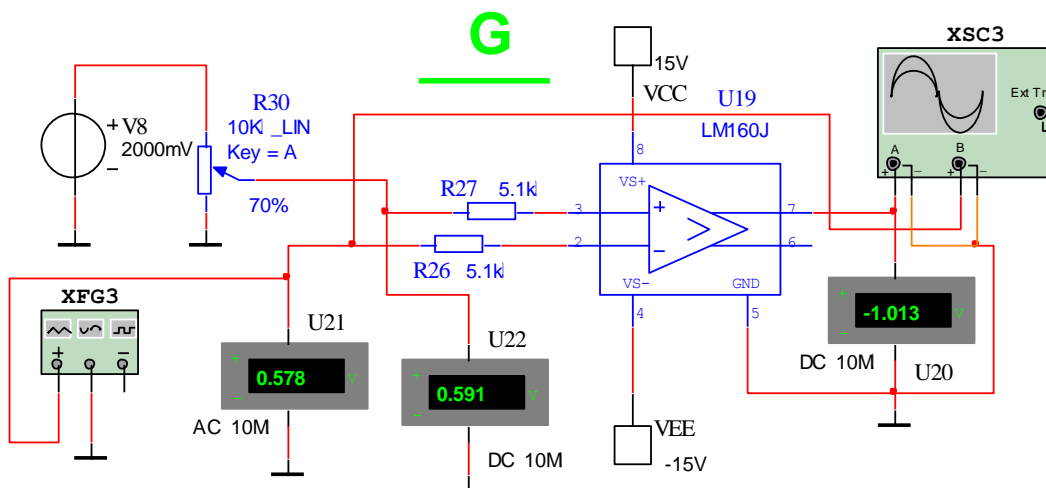 G
XSC3
15V
VCC
U19
LM160J
Ext Tr
A
B
+
−
+
−
V8
2000mV
+
−
R30
10K _LIN
Key = A
70%
8
VS+
R27
5.1k
3
+
7
2
−
6
R26
5.1k
VS-
GND
4
5
XFG3
+
−
U21
+
0.578
V
−
AC 10M
U22
+
0.591
V
−
DC 10M
VEE
-15V
+
-1.013
V
−
DC 10M
U20